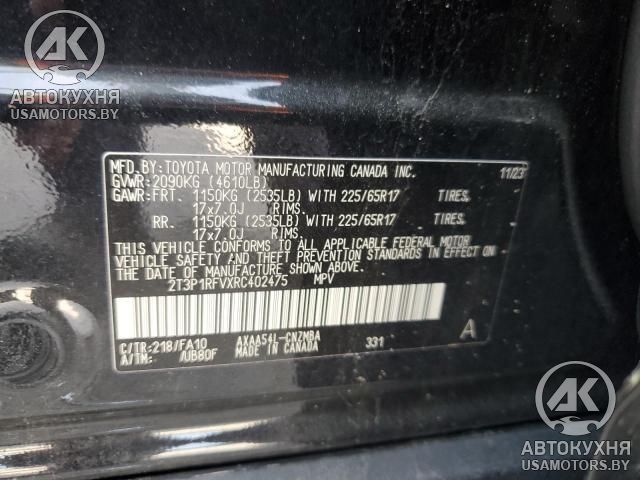 АК
АВТОКУХНЯ
USAMOTORS.BY
MFD.BY:TOYOTA MOTOR MANUFACTURING CANADA INC. 11/23
GVWR:2090KG (4610LB)
GAWR:FRT. 1150KG (2535LB) WITH 225/65R17 TIRES,
17x7.0J RIMS.
RR. 1150KG (2535LB) WITH 225/65R17 TIRES,
17x7.0J RIMS.
THIS VEHICLE CONFORMS TO ALL APPLICABLE FEDERAL MOTOR
VEHICLE SAFETY AND THEFT PREVENTION STANDARDS IN EFFECT ON
THE DATE OF MANUFACTURE SHOWN ABOVE.
2T3P1RFVXRC402475 MPV
C/TR:218/FA10 AXAA54L-CNZMBA 331 A
A/TM: /UB80F MADE IN CANADA
АК
АВТОКУХНЯ
USAMOTORS.BY